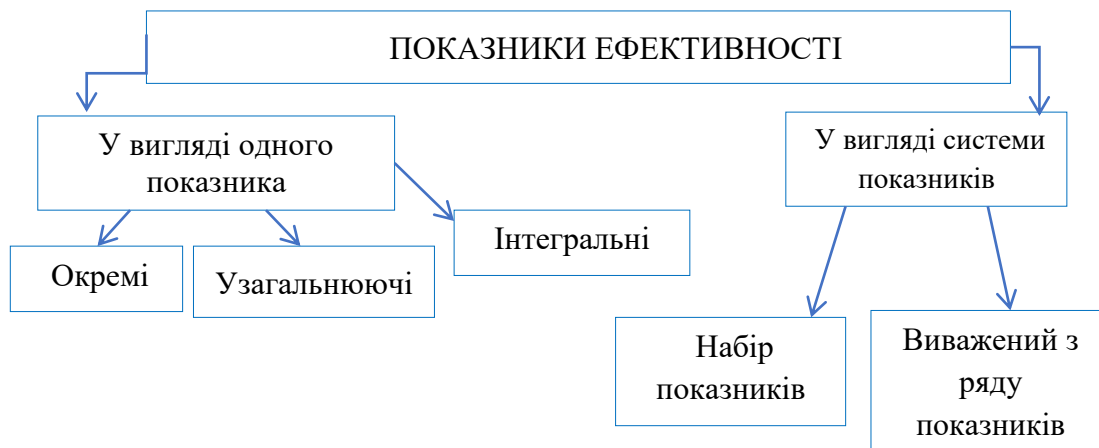 ПОКАЗНИКИ ЕФЕКТИВНОСТІ
У вигляді одного
показника
У вигляді системи
показників
Окремі
Узагальнюючі
Інтегральні
Набір
показників
Виважений з
ряду
показників